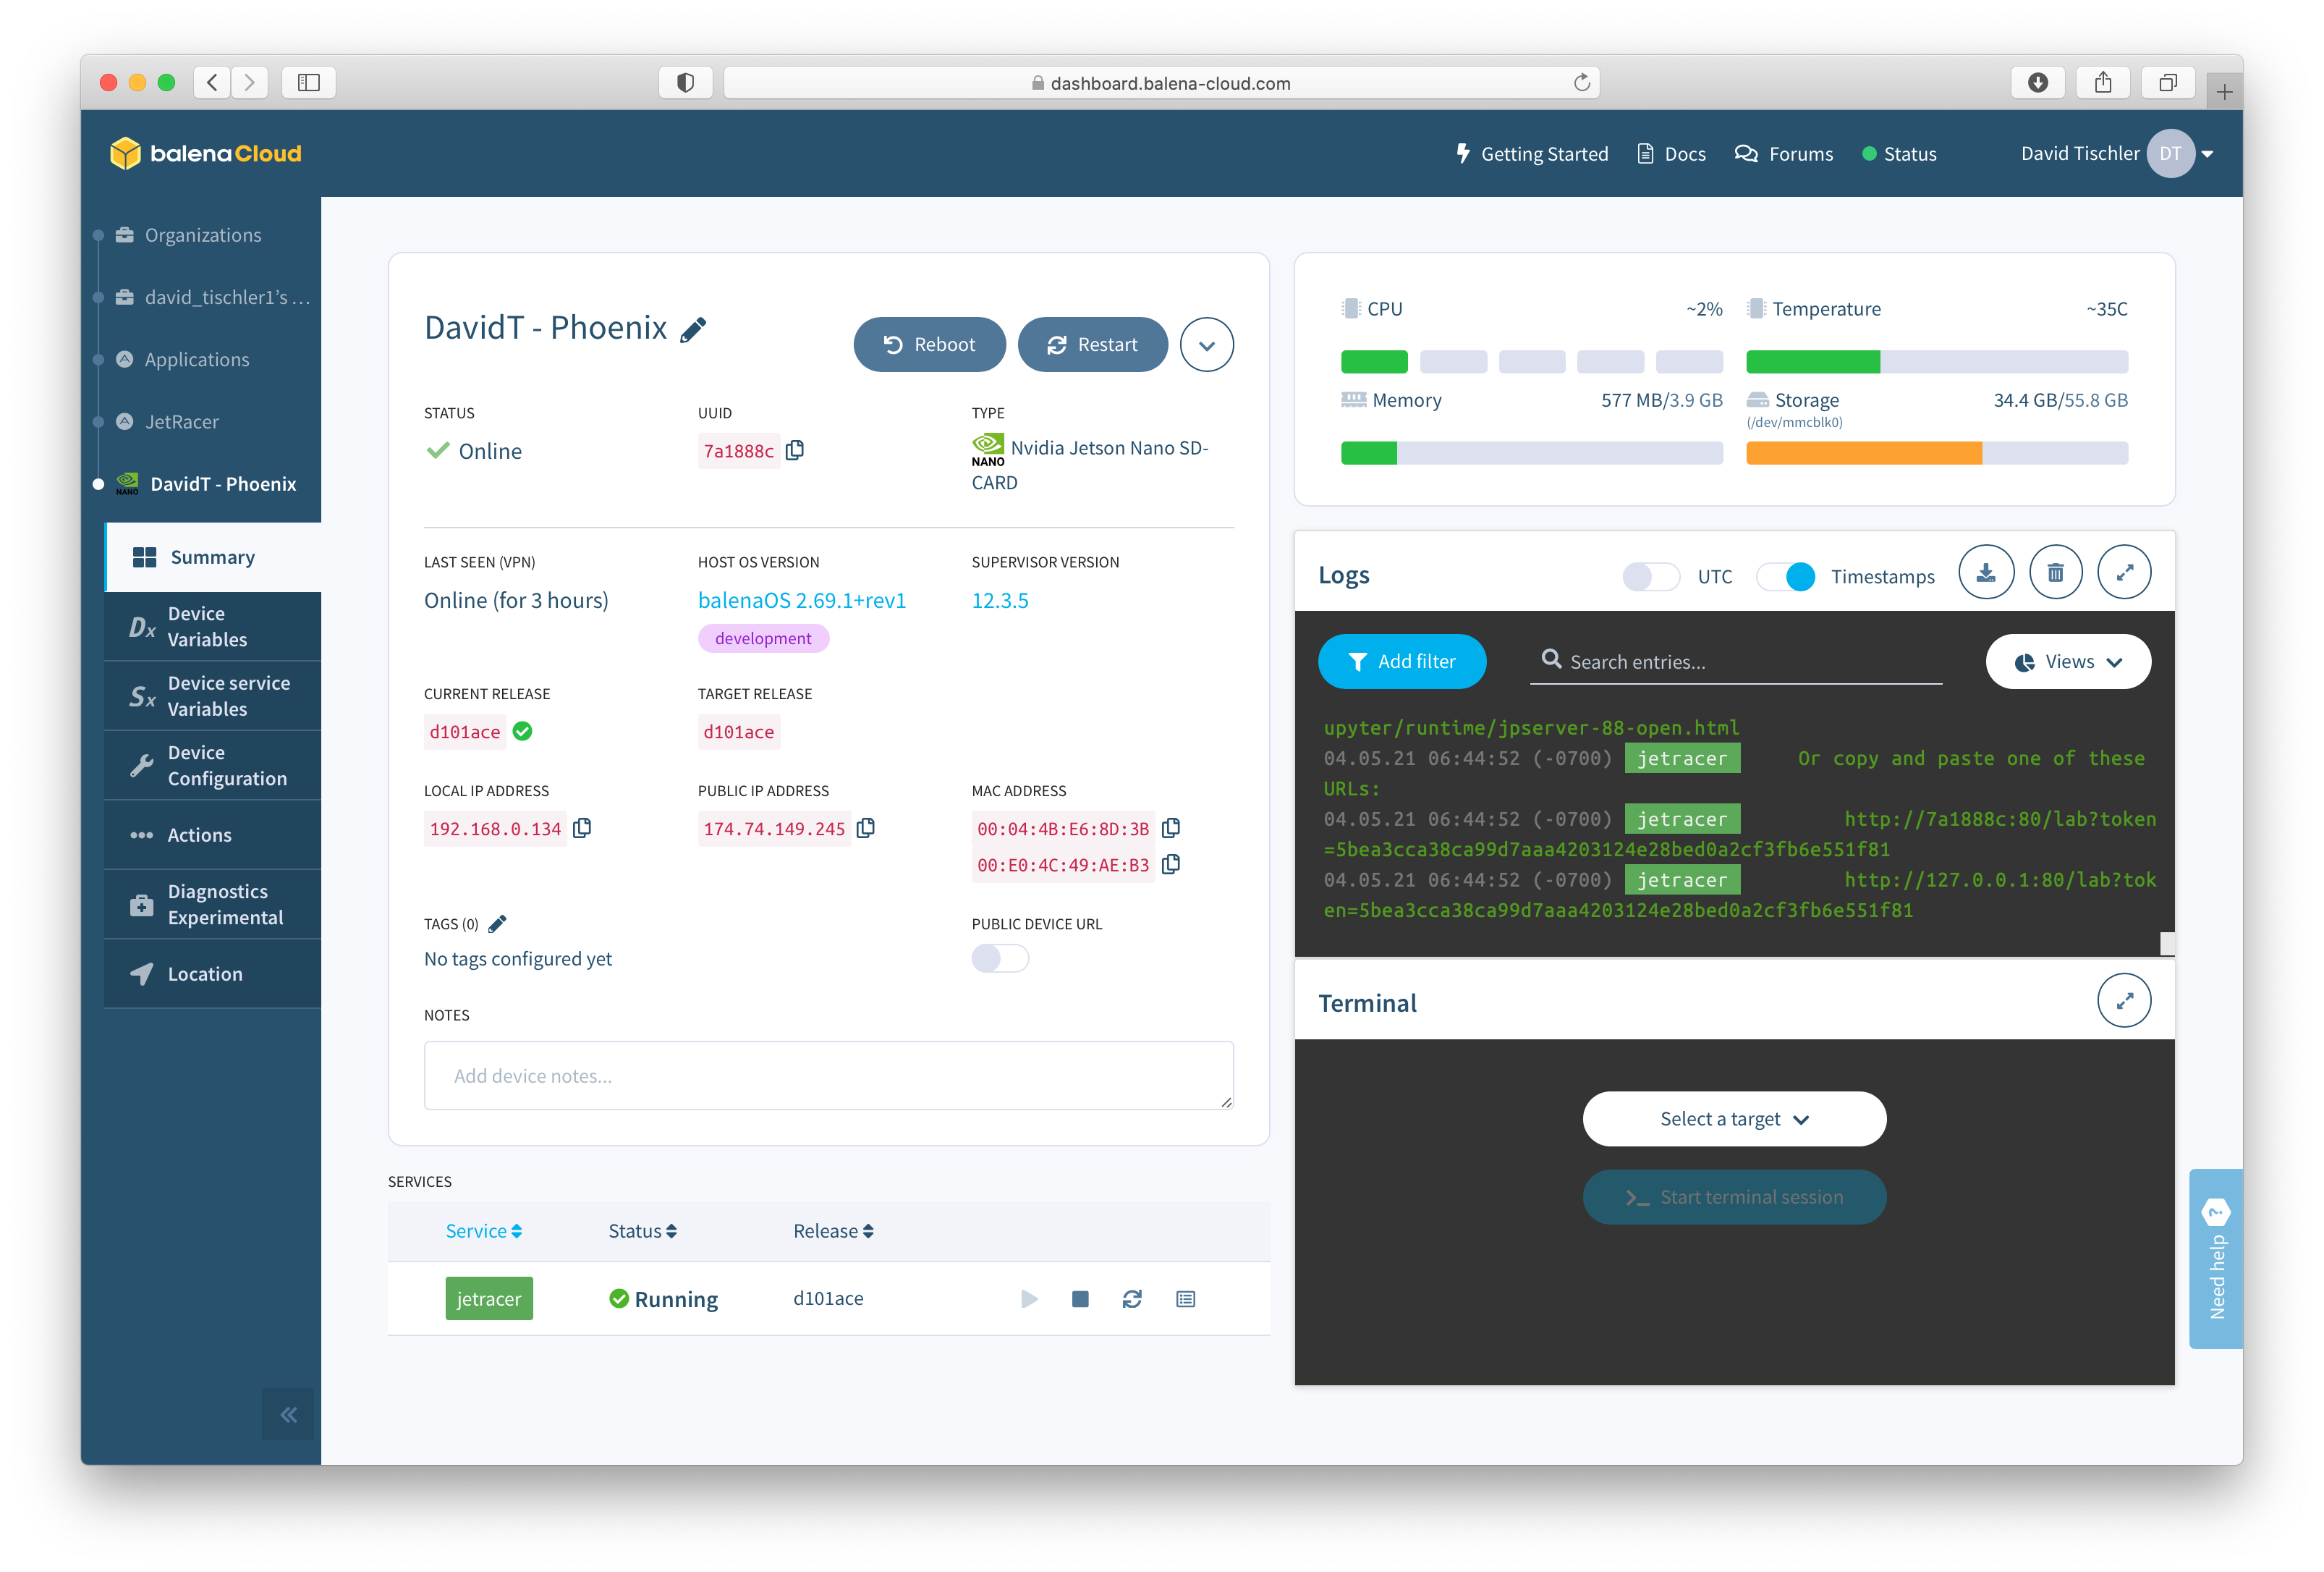 dashboard.balena-cloud.com
balenaCloud
Getting Started
Docs
Forums
Status
David Tischler
DT
Organizations
david_tischler1's ...
Applications
JetRacer
NANO
DavidT - Phoenix
Summary
Dx
Device
Variables
Sx
Device service
Variables
Device
Configuration
Actions
Diagnostics
Experimental
Location
DavidT - Phoenix
Reboot
Restart
STATUS
UUID
TYPE
Online
7a1888c
NANO
Nvidia Jetson Nano SD-
CARD
LAST SEEN (VPN)
HOST OS VERSION
SUPERVISOR VERSION
Online (for 3 hours)
balenaOS 2.69.1+rev1
12.3.5
development
CURRENT RELEASE
TARGET RELEASE
d101ace
d101ace
LOCAL IP ADDRESS
PUBLIC IP ADDRESS
MAC ADDRESS
192.168.0.134
174.74.149.245
00:04:4B:E6:8D:3B
00:E0:4C:49:AE:B3
TAGS (0)
PUBLIC DEVICE URL
No tags configured yet
NOTES
Add device notes...
SERVICES
Service
Status
Release
jetracer
Running
d101ace
CPU
~2%
Temperature
~35C
Memory
577 MB/3.9 GB
Storage
34.4 GB/55.8 GB
(/dev/mmcblk0)
Logs
UTC
Timestamps
Add filter
Search entries...
Views
upyter/runtime/jpserver-88-open.html
04.05.21 06:44:52 (-0700) jetracer Or copy and paste one of these
URLs:
04.05.21 06:44:52 (-0700) jetracer http://7a1888c:80/lab?token
=5bea3cca38ca99d7aaa4203124e28bed0a2cf3fb6e551f81
04.05.21 06:44:52 (-0700) jetracer http://127.0.0.1:80/lab?tok
en=5bea3cca38ca99d7aaa4203124e28bed0a2cf3fb6e551f81
Terminal
Select a target
Start terminal session
Need help